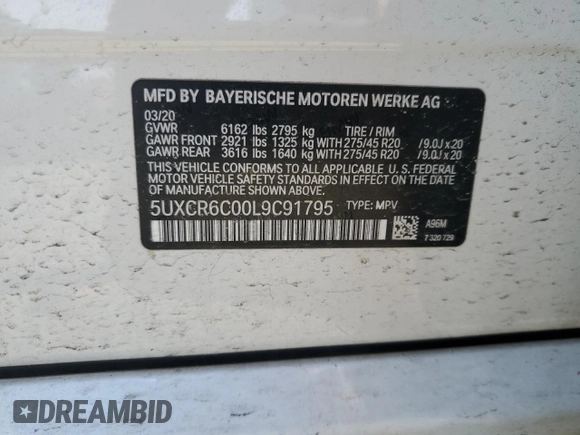 MFD BY BAYERISCHE MOTOREN WERKE AG
03/20
GVWR 6162 lbs 2795 kg TIRE / RIM
GAWR FRONT 2921 lbs 1325 kg WITH 275/45 R20 / 9.0J x 20
GAWR REAR 3616 lbs 1640 kg WITH 275/45 R20 / 9.0J x 20
THIS VEHICLE CONFORMS TO ALL APPLICABLE U. S. FEDERAL
MOTOR VEHICLE SAFETY STANDARDS IN EFFECT ON THE
DATE OF MANUFACTURE SHOWN ABOVE.
5UXCR6C00L9C91795 TYPE: MPV
A96M
7 320 729
DREAMBID